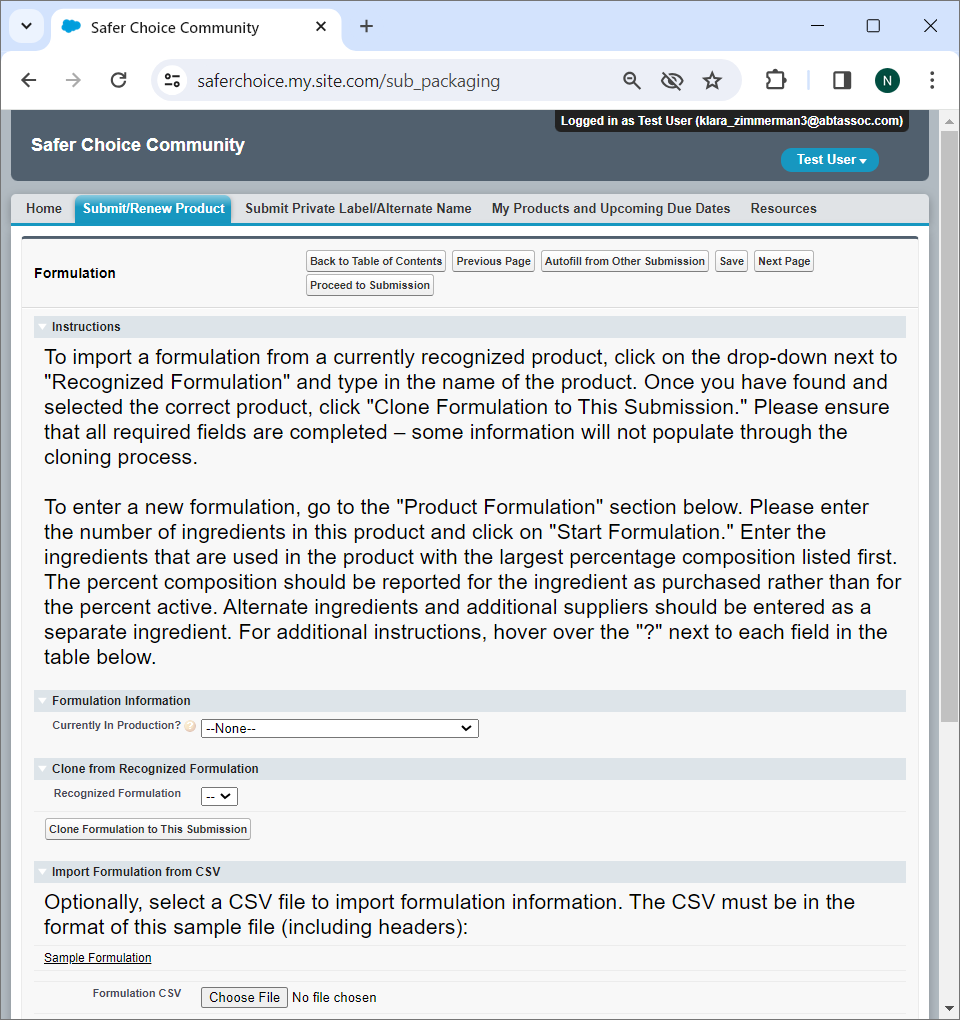 Safer Choice Community
saferchoice.my.site.com/sub_packaging
N
Logged in as Test User (klara_zimmerman3@abtassoc.com)
Safer Choice Community
Test User
Home Submit/Renew Product Submit Private Label/Alternate Name My Products and Upcoming Due Dates Resources
Formulation
Back to Table of Contents Previous Page Autofill from Other Submission Save Next Page
Proceed to Submission
Instructions
To import a formulation from a currently recognized product, click on the drop-down next to
"Recognized Formulation" and type in the name of the product. Once you have found and
selected the correct product, click "Clone Formulation to This Submission." Please ensure
that all required fields are completed – some information will not populate through the
cloning process.
To enter a new formulation, go to the "Product Formulation" section below. Please enter
the number of ingredients in this product and click on "Start Formulation." Enter the
ingredients that are used in the product with the largest percentage composition listed first.
The percent composition should be reported for the ingredient as purchased rather than for
the percent active. Alternate ingredients and additional suppliers should be entered as a
separate ingredient. For additional instructions, hover over the "?" next to each field in the
table below.
Formulation Information
Currently In Production? ? --None--
Clone from Recognized Formulation
Recognized Formulation --
Clone Formulation to This Submission
Import Formulation from CSV
Optionally, select a CSV file to import formulation information. The CSV must be in the
format of this sample file (including headers):
Sample Formulation
Formulation CSV Choose File No file chosen